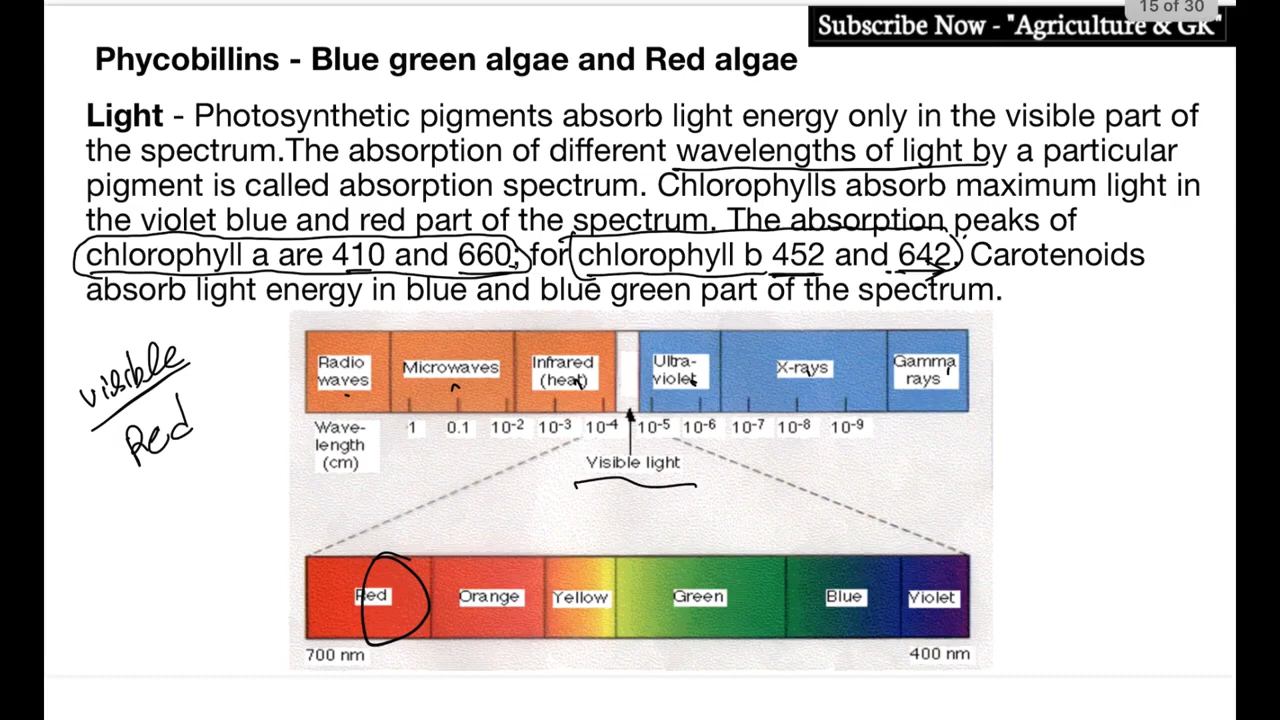 15 of 30
Subscribe Now - "Agriculture & GK"
Phycobillins - Blue green algae and Red algae
Light - Photosynthetic pigments absorb light energy only in the visible part of
the spectrum.The absorption of different wavelengths of light by a particular
pigment is called absorption spectrum. Chlorophylls absorb maximum light in
the violet blue and red part of the spectrum. The absorption peaks of
chlorophyll a are 410 and 660; for chlorophyll b 452 and 642. Carotenoids
absorb light energy in blue and blue green part of the spectrum.
visible
Red
Radio waves Microwaves Infrared (heat) Ultra-violet X-rays Gamma rays
Wave-length (cm) 1 0.1 10-2 10-3 10-4 10-5 10-6 10-7 10-8 10-9
Visible light
Red Orange Yellow Green Blue Violet
700 nm 400 nm